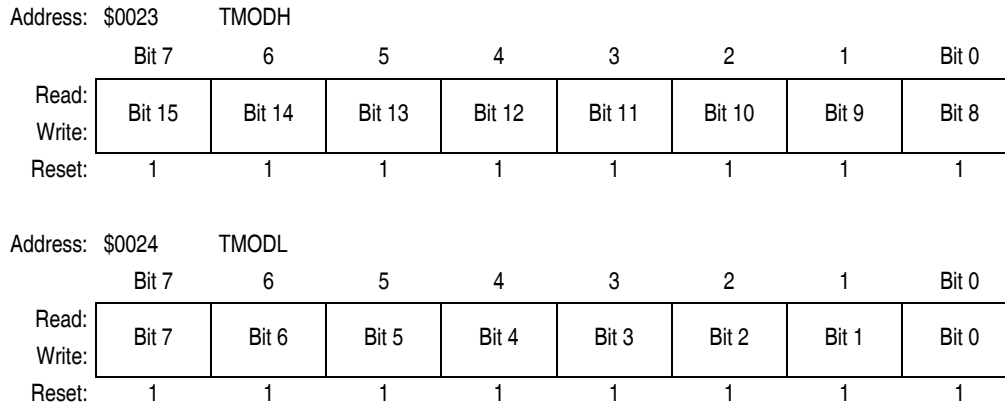 Address: $0023 TMODH
Bit 7 6 5 4 3 2 1 Bit 0
Read:
Bit 15 Bit 14 Bit 13 Bit 12 Bit 11 Bit 10 Bit 9 Bit 8
Write:
Reset: 1 1 1 1 1 1 1 1
Address: $0024 TMODL
Bit 7 6 5 4 3 2 1 Bit 0
Read:
Bit 7 Bit 6 Bit 5 Bit 4 Bit 3 Bit 2 Bit 1 Bit 0
Write:
Reset: 1 1 1 1 1 1 1 1